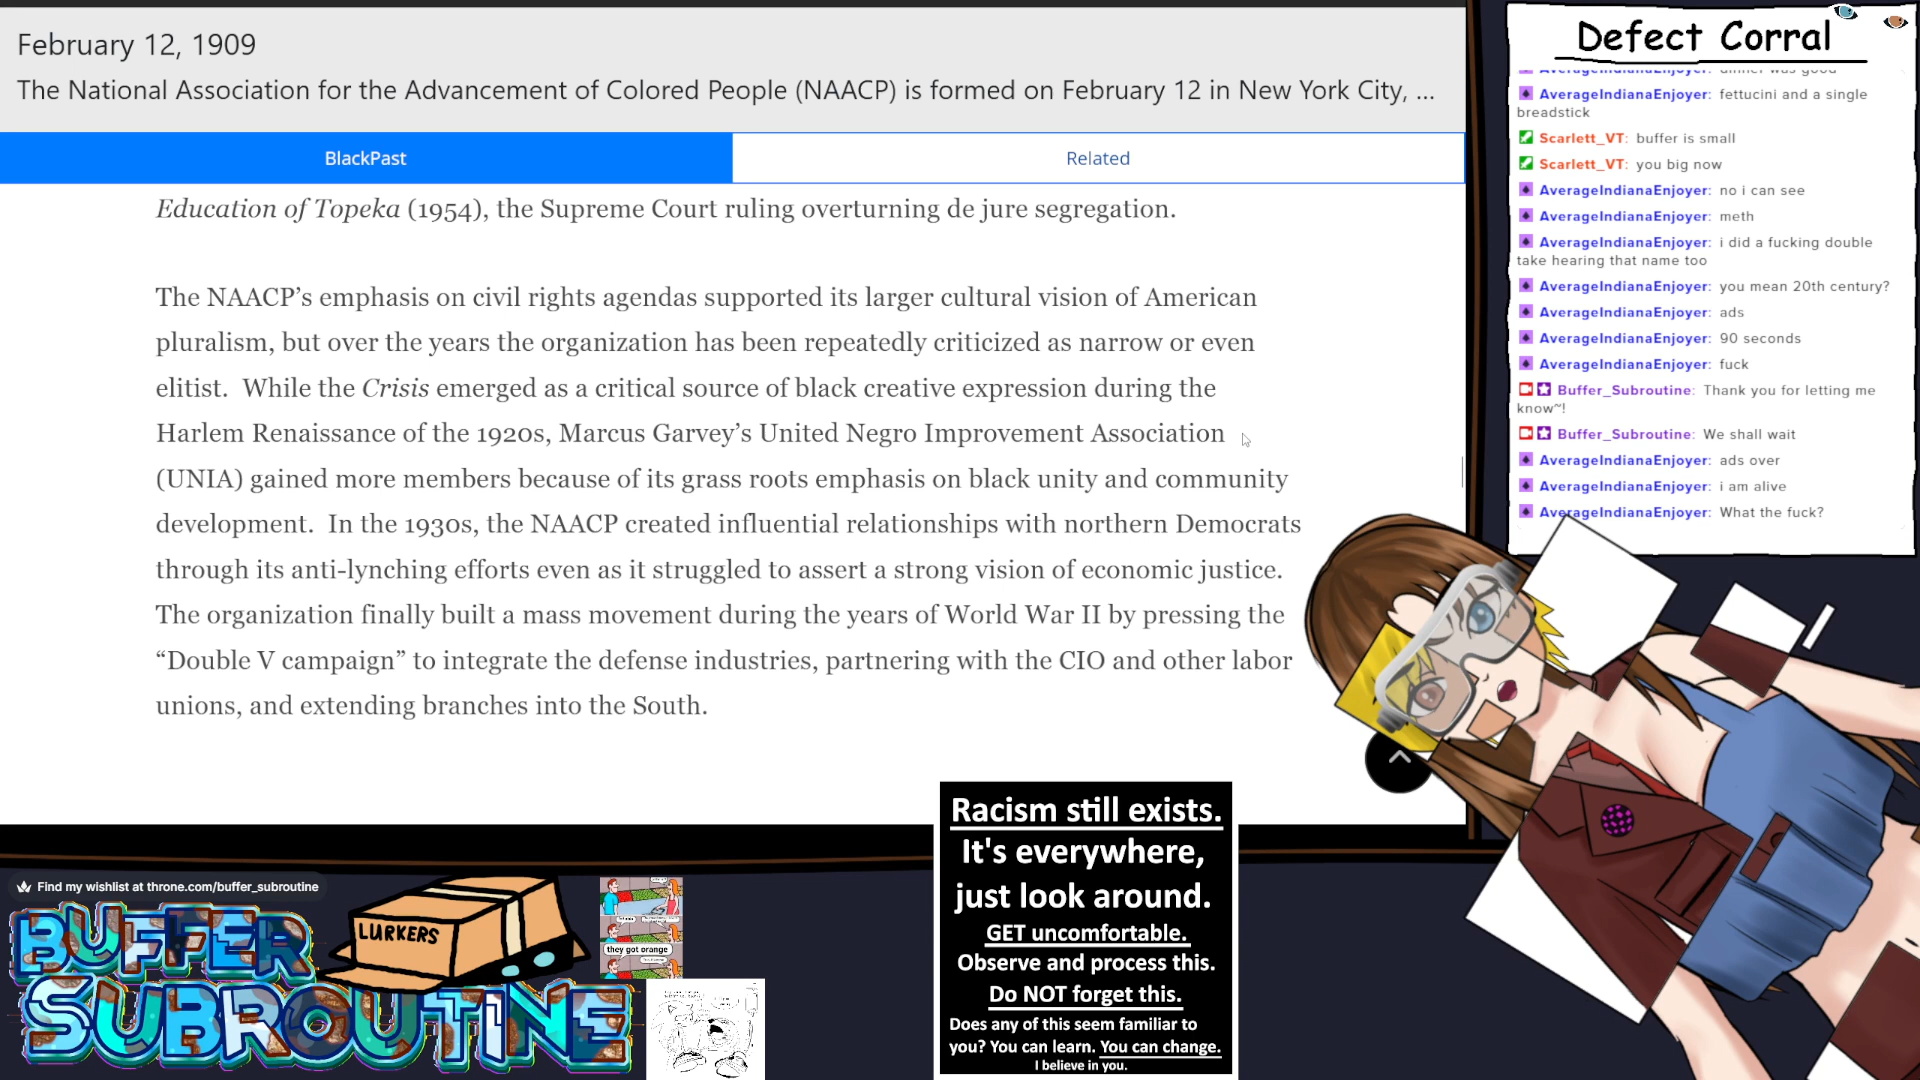 February 12, 1909
The National Association for the Advancement of Colored People (NAACP) is formed on February 12 in New York City, ...
BlackPast
Related
Education of Topeka (1954), the Supreme Court ruling overturning de jure segregation.
The NAACP’s emphasis on civil rights agendas supported its larger cultural vision of American
pluralism, but over the years the organization has been repeatedly criticized as narrow or even
elitist.  While the Crisis emerged as a critical source of black creative expression during the
Harlem Renaissance of the 1920s, Marcus Garvey’s United Negro Improvement Association
(UNIA) gained more members because of its grass roots emphasis on black unity and community
development.  In the 1930s, the NAACP created influential relationships with northern Democrats
through its anti-lynching efforts even as it struggled to assert a strong vision of economic justice.
The organization finally built a mass movement during the years of World War II by pressing the
“Double V campaign” to integrate the defense industries, partnering with the CIO and other labor
unions, and extending branches into the South.
Defect Corral
AverageIndianaEnjoyer: dinner was good
AverageIndianaEnjoyer: fettucini and a single
breadstick
Scarlett_VT: buffer is small
Scarlett_VT: you big now
AverageIndianaEnjoyer: no i can see
AverageIndianaEnjoyer: meth
AverageIndianaEnjoyer: i did a fucking double
take hearing that name too
AverageIndianaEnjoyer: you mean 20th century?
AverageIndianaEnjoyer: ads
AverageIndianaEnjoyer: 90 seconds
AverageIndianaEnjoyer: fuck
Buffer_Subroutine: Thank you for letting me
know~!
Buffer_Subroutine: We shall wait
AverageIndianaEnjoyer: ads over
AverageIndianaEnjoyer: i am alive
AverageIndianaEnjoyer: What the fuck?
Find my wishlist at throne.com/buffer_subroutine
BUFFER
SUBROUTINE
LURKERS
they got orange
Racism still exists.
It's everywhere,
just look around.
GET uncomfortable.
Observe and process this.
Do NOT forget this.
Does any of this seem familiar to
you? You can learn. You can change.
I believe in you.